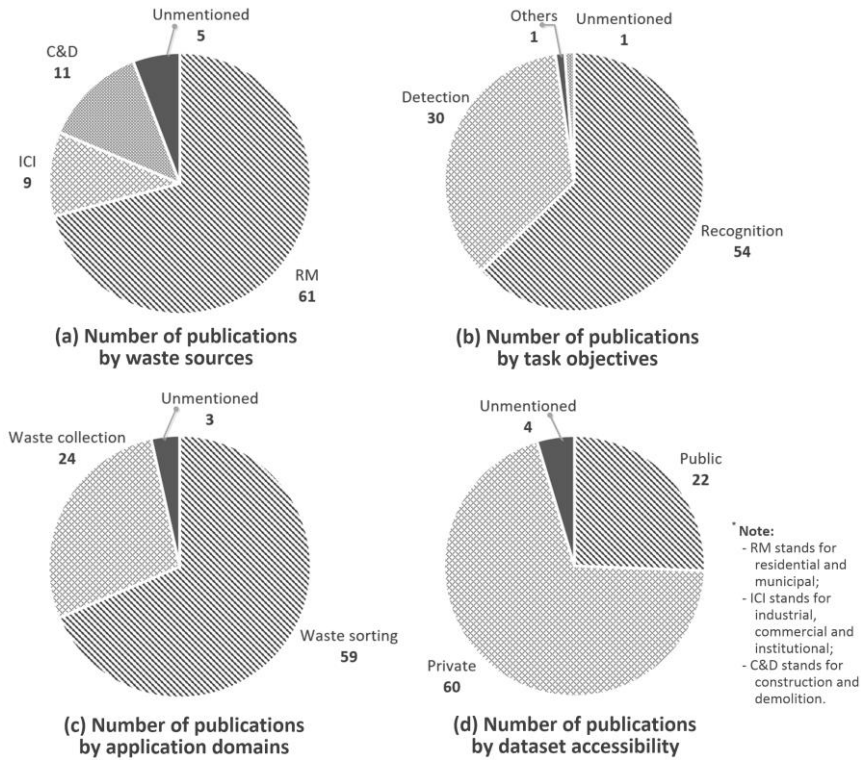 Unmentioned
5
C&D
11
ICI
9
RM
61
(a) Number of publications
by waste sources
Others
1
Unmentioned
1
Detection
30
Recognition
54
(b) Number of publications
by task objectives
Unmentioned
3
Waste collection
24
Waste sorting
59
(c) Number of publications
by application domains
Unmentioned
4
Public
22
Private
60
(d) Number of publications
by dataset accessibility
* Note:
- RM stands for
residential and
municipal;
- ICI stands for
industrial,
commercial and
institutional;
- C&D stands for
construction and
demolition.